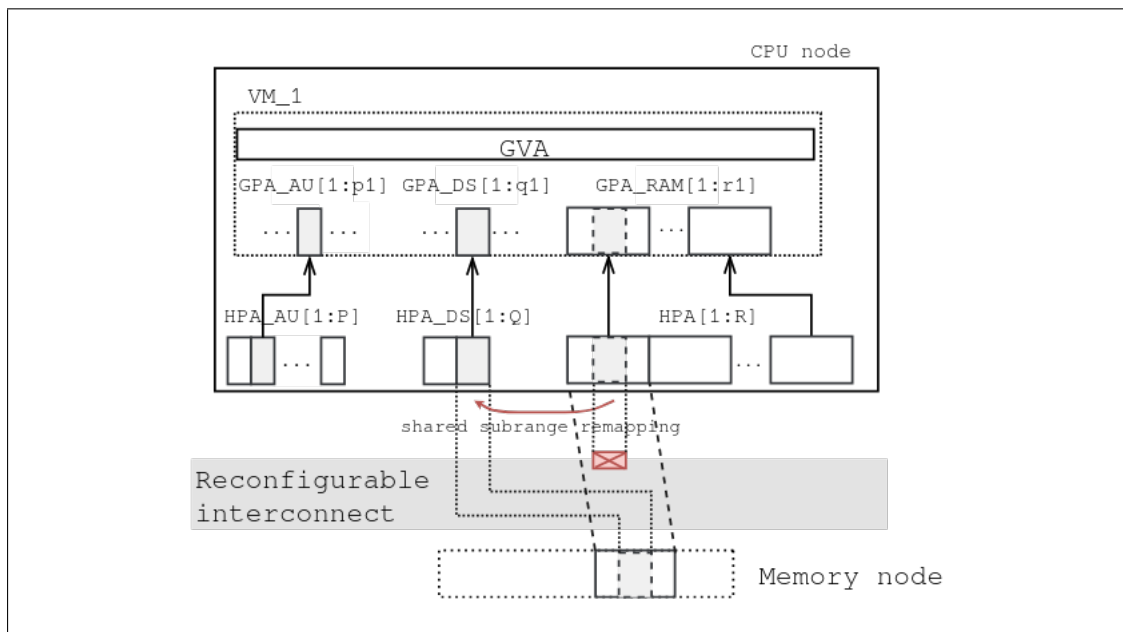 CPU node
VM_1
GVA
GPA_AU[1:p1] GPA_DS[1:q1] GPA_RAM[1:r1]
... ... ... ... ...
HPA_AU[1:P] HPA_DS[1:Q] HPA[1:R]
... ...
shared subrange remapping
Reconfigurable
interconnect
Memory node